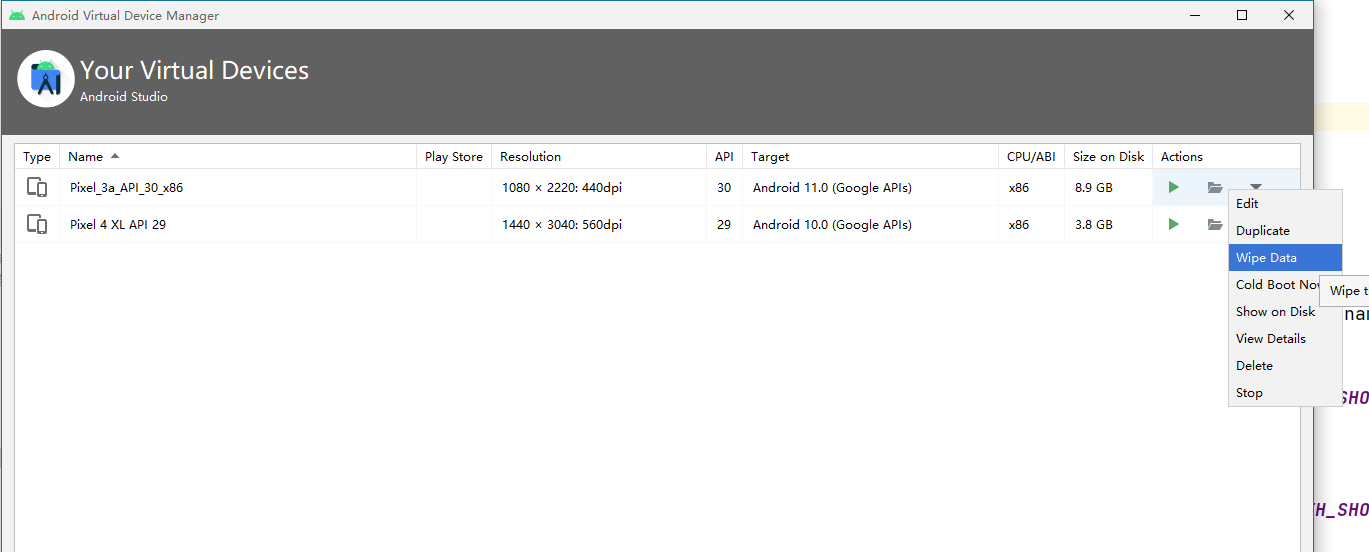 Android Virtual Device Manager
Your Virtual Devices
Android Studio
Type Name Play Store Resolution API Target CPU/ABI Size on Disk Actions
Pixel_3a_API_30_x86 1080 × 2220: 440dpi 30 Android 11.0 (Google APIs) x86 8.9 GB
Pixel 4 XL API 29 1440 × 3040: 560dpi 29 Android 10.0 (Google APIs) x86 3.8 GB
Edit
Duplicate
Wipe Data
Cold Boot Now
Wipe t
Show on Disk
nai
View Details
Delete
Stop
_SHO
TH_SHO